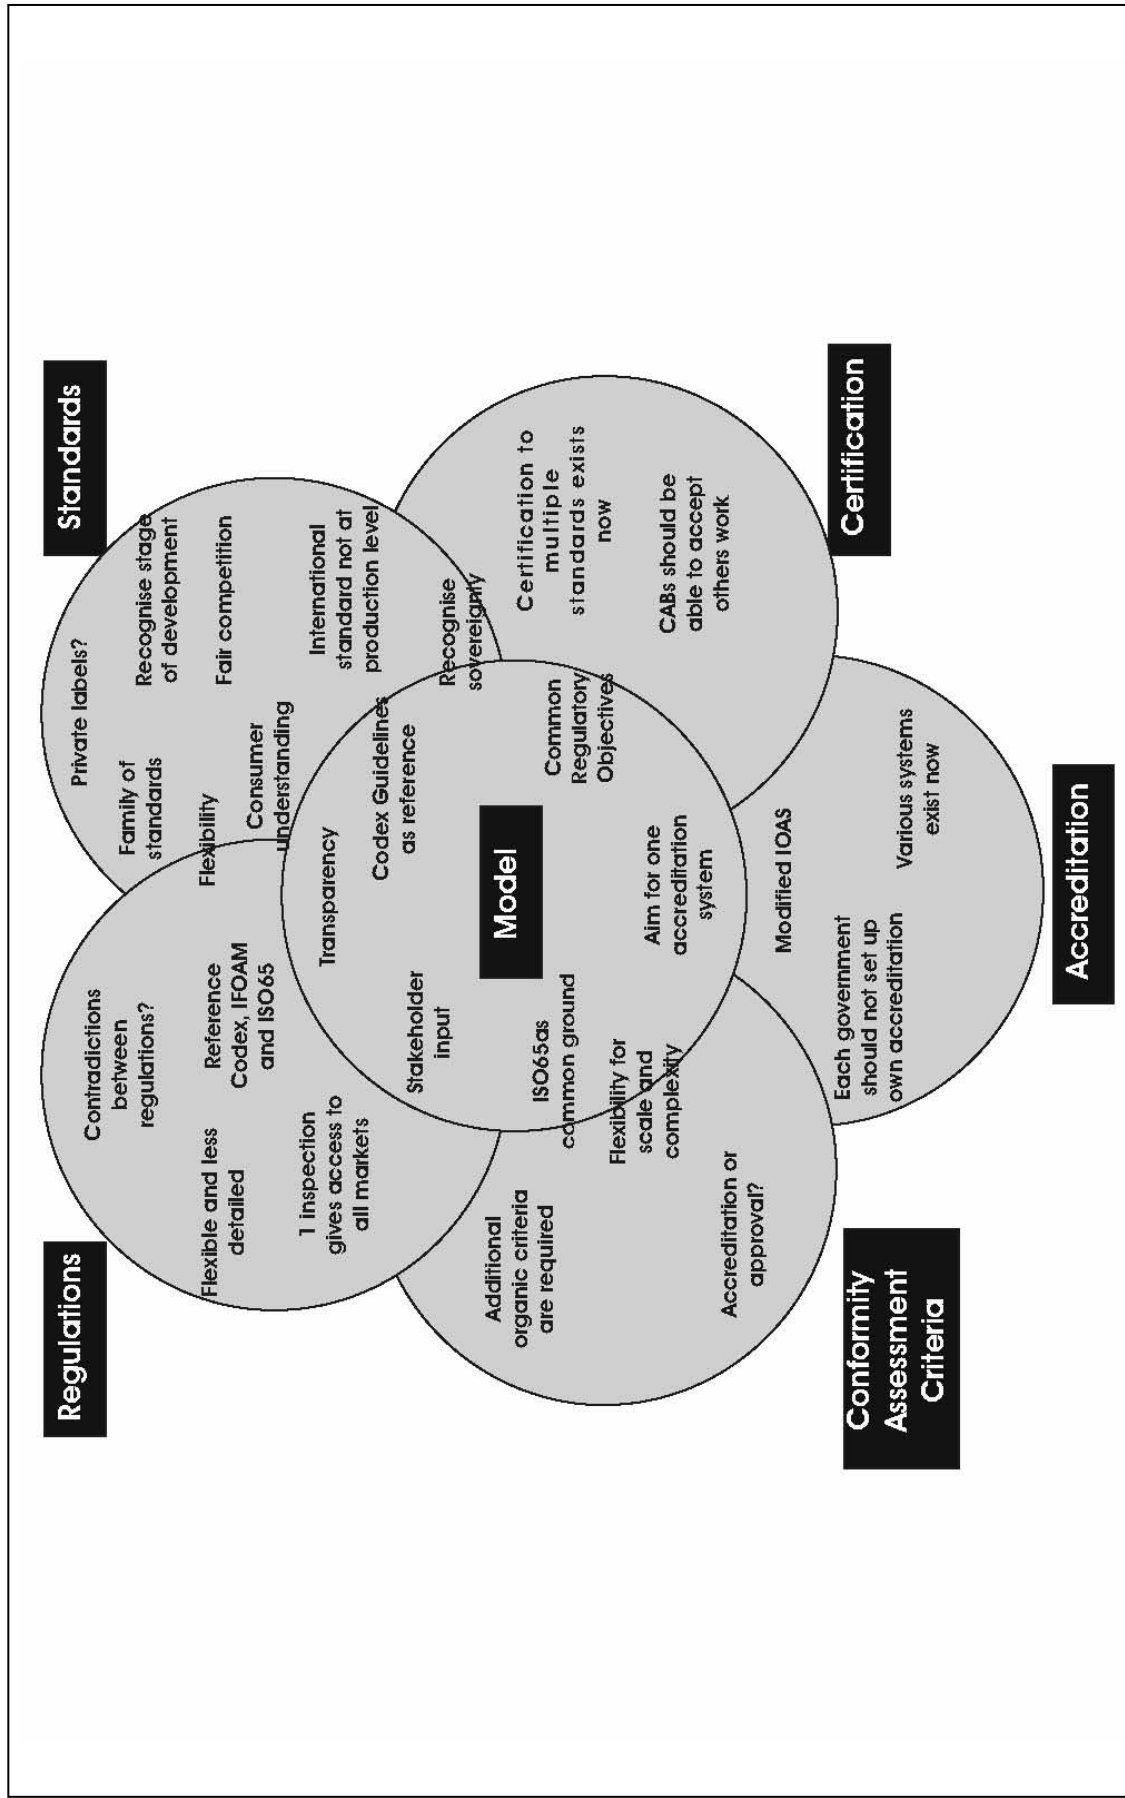 Regulations
Standards
Contradictions
between
regulations?
Flexible and less
detailed
Reference
Codex, IFOAM
and ISO65
1 inspection
gives access to
all markets
Private labels?
Family of
standards
Recognise stage
of development
Flexibility
Fair competition
Consumer
understanding
International
standard not at
production level
Recognise
sovereignty
Transparency
Codex Guidelines
as reference
Stakeholder
input
Model
ISO65as
common ground
Common
Regulatory
Objectives
Flexibility for
scale and
complexity
Aim for one
accreditation
system
Additional
organic criteria
are required
Accreditation or
approval?
Certification to
multiple
standards exists
now
CABs should be
able to accept
others work
Modified IOAS
Each government
should not set up
own accreditation
Various systems
exist now
Conformity
Assessment
Criteria
Accreditation
Certification